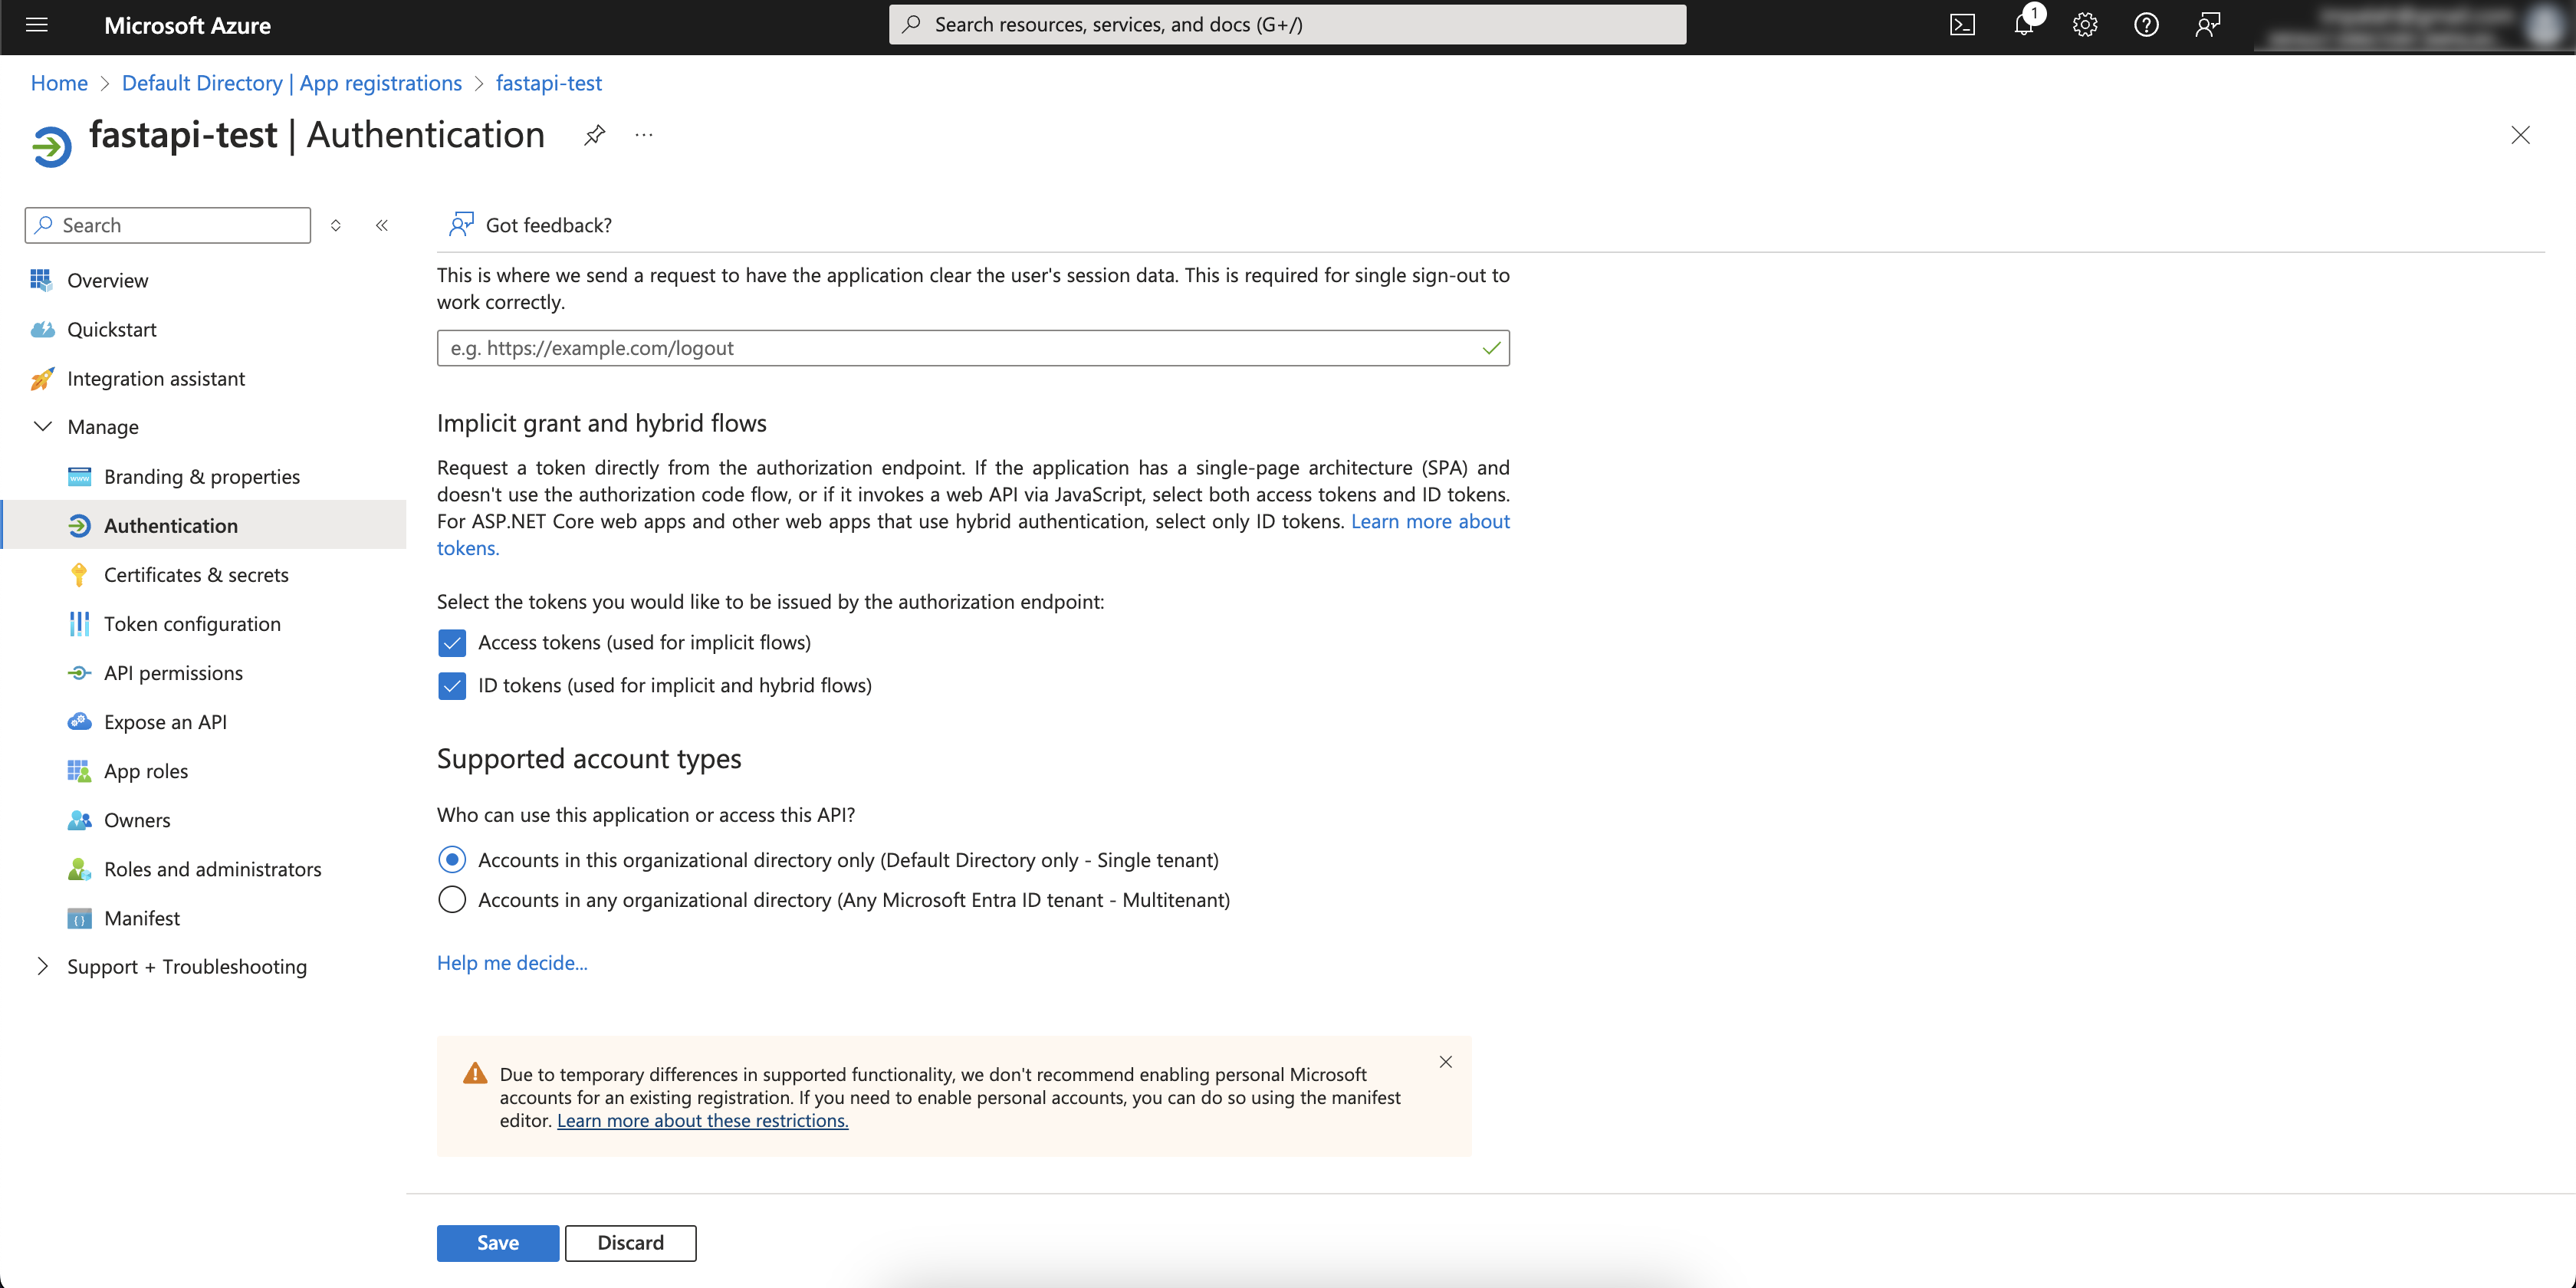 Microsoft Azure
Search resources, services, and docs (G+/)
1
Home > Default Directory | App registrations > fastapi-test
fastapi-test | Authentication
Search
Overview
Quickstart
Integration assistant
Manage
Branding & properties
Authentication
Certificates & secrets
Token configuration
API permissions
Expose an API
App roles
Owners
Roles and administrators
Manifest
Support + Troubleshooting
Got feedback?
This is where we send a request to have the application clear the user's session data. This is required for single sign-out to
work correctly.
e.g. https://example.com/logout
Implicit grant and hybrid flows
Request a token directly from the authorization endpoint. If the application has a single-page architecture (SPA) and
doesn't use the authorization code flow, or if it invokes a web API via JavaScript, select both access tokens and ID tokens.
For ASP.NET Core web apps and other web apps that use hybrid authentication, select only ID tokens. Learn more about
tokens.
Select the tokens you would like to be issued by the authorization endpoint:
Access tokens (used for implicit flows)
ID tokens (used for implicit and hybrid flows)
Supported account types
Who can use this application or access this API?
Accounts in this organizational directory only (Default Directory only - Single tenant)
Accounts in any organizational directory (Any Microsoft Entra ID tenant - Multitenant)
Help me decide...
Due to temporary differences in supported functionality, we don't recommend enabling personal Microsoft
accounts for an existing registration. If you need to enable personal accounts, you can do so using the manifest
editor. Learn more about these restrictions.
Save
Discard